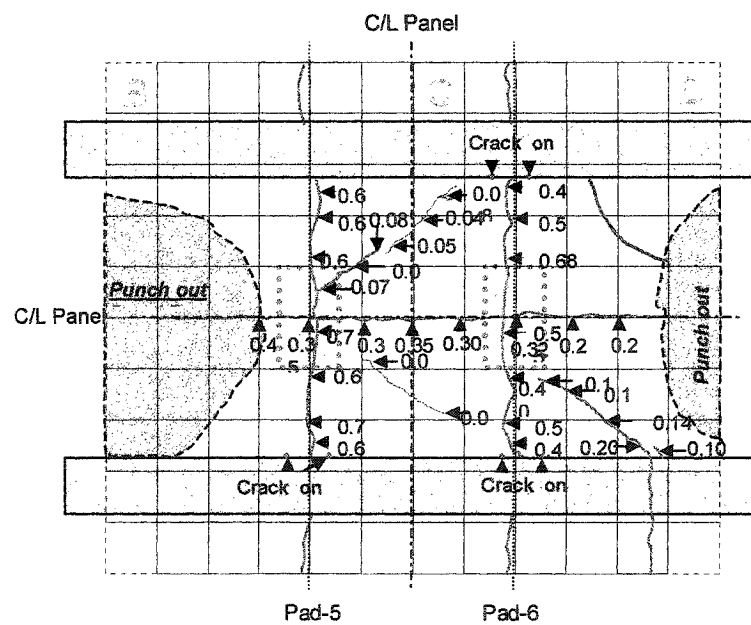 C/L Panel
Crack on
0.6 0.0 0.4
0.6 0.08 0.04 0.5
0.6 0.05 0.68
0.0
Punch out 0.07
C/L Panel
0.4 0.3 0.7 0.3 0.35 0.30 0.33 0.5 0.2 0.2
0.0
0.6 0.4 0.1
0.1
Punch out
0.7 0.0 0.5 0.14
0.6 0.4 0.20 0.10
Crack on Crack on
Pad-5 Pad-6